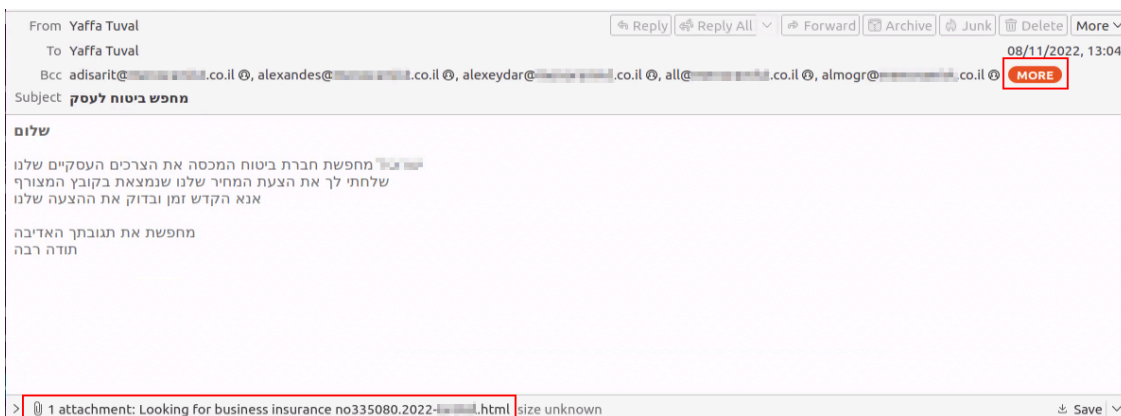 From Yaffa Tuval Reply Reply All Forward Archive Junk Delete More
To Yaffa Tuval 08/11/2022, 13:04
Bcc adisarit@ .co.il, alexandes@ .co.il, alexeydar@ .co.il, all@ .co.il, almogr@ .co.il MORE
Subject מחפש ביטוח לעסק
שלום
מחפשת חברת ביטוח המכסה את הצרכים העסקיים שלנו
שלחתי לך את הצעת המחיר שלנו שנמצאת בקובץ המצורף
אנא הקדש זמן ובדוק את ההצעה שלנו
מחפשת את תגובתך האדיבה
תודה רבה
1 attachment: Looking for business insurance no335080.2022- .html size unknown Save